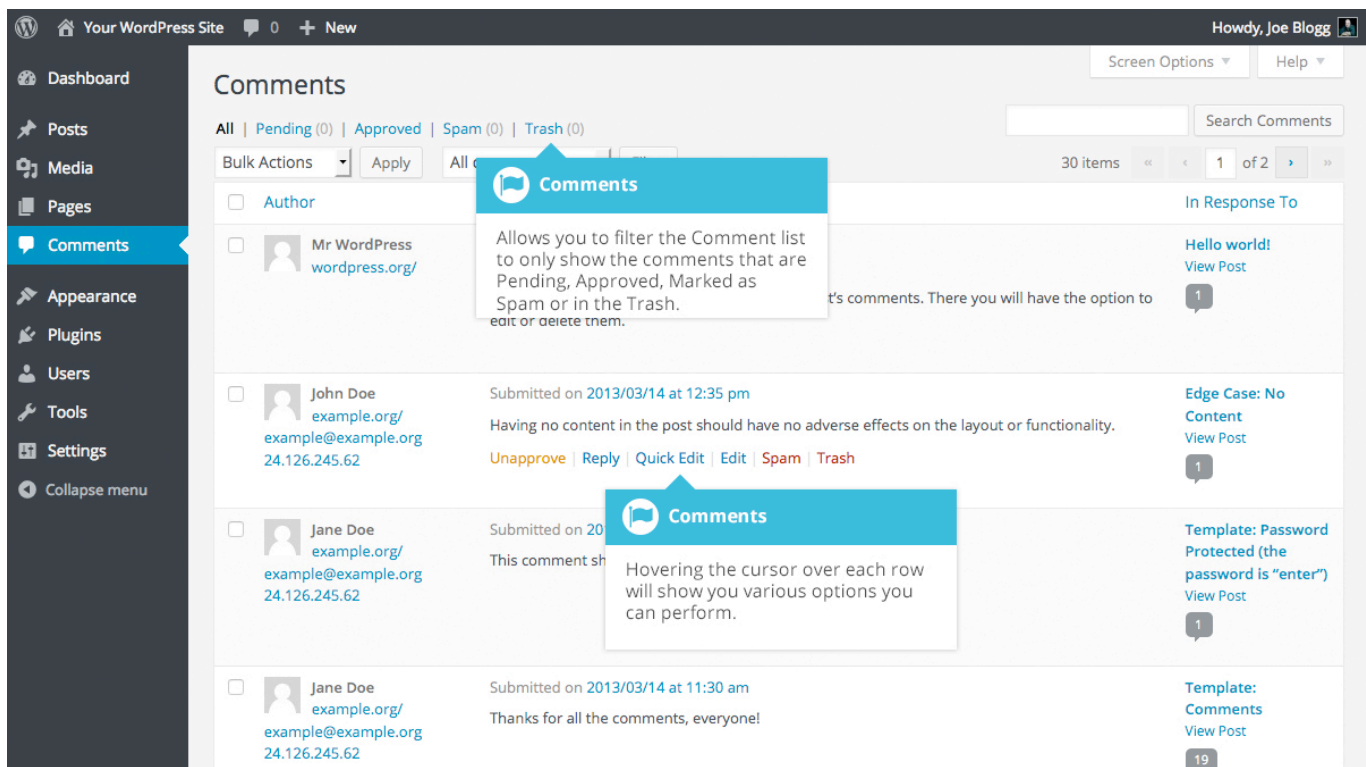 Your WordPress Site 0 + New Howdy, Joe Blogg
Dashboard
Posts
Media
Pages
Comments
Appearance
Plugins
Users
Tools
Settings
Collapse menu
Screen Options Help
Comments
All | Pending (0) | Approved | Spam (0) | Trash (0)
Search Comments
Bulk Actions Apply All
30 items « ‹ 1 of 2 › »
Author In Response To
Comments
Allows you to filter the Comment list
to only show the comments that are
Pending, Approved, Marked as
Spam or in the Trash.
Mr WordPress
wordpress.org/
t's comments. There you will have the option to
edit or delete them.
Hello world!
View Post
1
John Doe
example.org/
example@example.org
24.126.245.62
Submitted on 2013/03/14 at 12:35 pm
Having no content in the post should have no adverse effects on the layout or functionality.
Unapprove | Reply | Quick Edit | Edit | Spam | Trash
Edge Case: No
Content
View Post
1
Comments
Hovering the cursor over each row
will show you various options you
can perform.
Jane Doe
example.org/
example@example.org
24.126.245.62
Submitted on 20
This comment sh
Template: Password
Protected (the
password is “enter”)
View Post
1
Jane Doe
example.org/
example@example.org
24.126.245.62
Submitted on 2013/03/14 at 11:30 am
Thanks for all the comments, everyone!
Template:
Comments
View Post
19